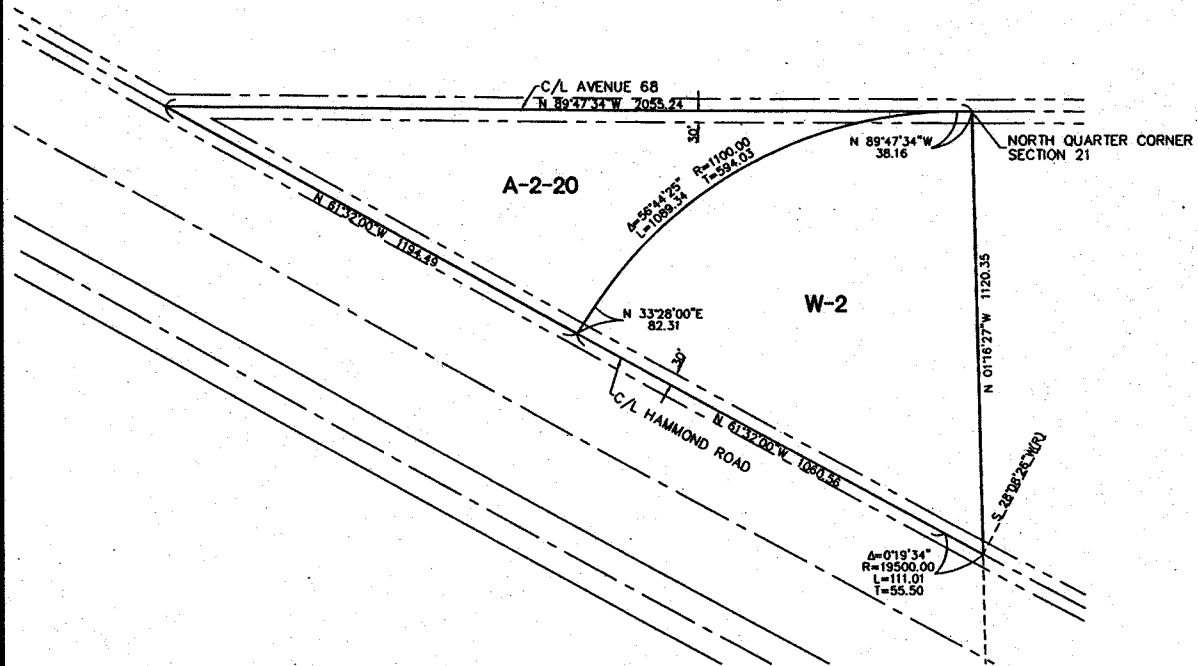 C/L AVENUE 68
N 89°47'34"W 2055.24
30'
N 89°47'34"W
38.16
NORTH QUARTER CORNER
SECTION 21
R=1100.00
T=594.03
Δ=56°44'25"
L=1089.34
A-2-20
N 61°32'00"W 1194.49
W-2
N 33°28'00"E
82.31
30'
N 01°16'27"W 1120.35
C/L HAMMOND ROAD
N 61°32'00"W 1060.56
S 28°08'26"W(R)
Δ=0°19'34"
R=19500.00
L=111.01
T=55.50